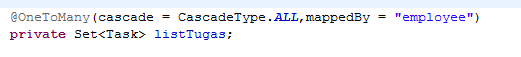 @OneToMany(cascade = CascadeType.ALL,mappedBy = "employee")
private Set<Task> listTugas;